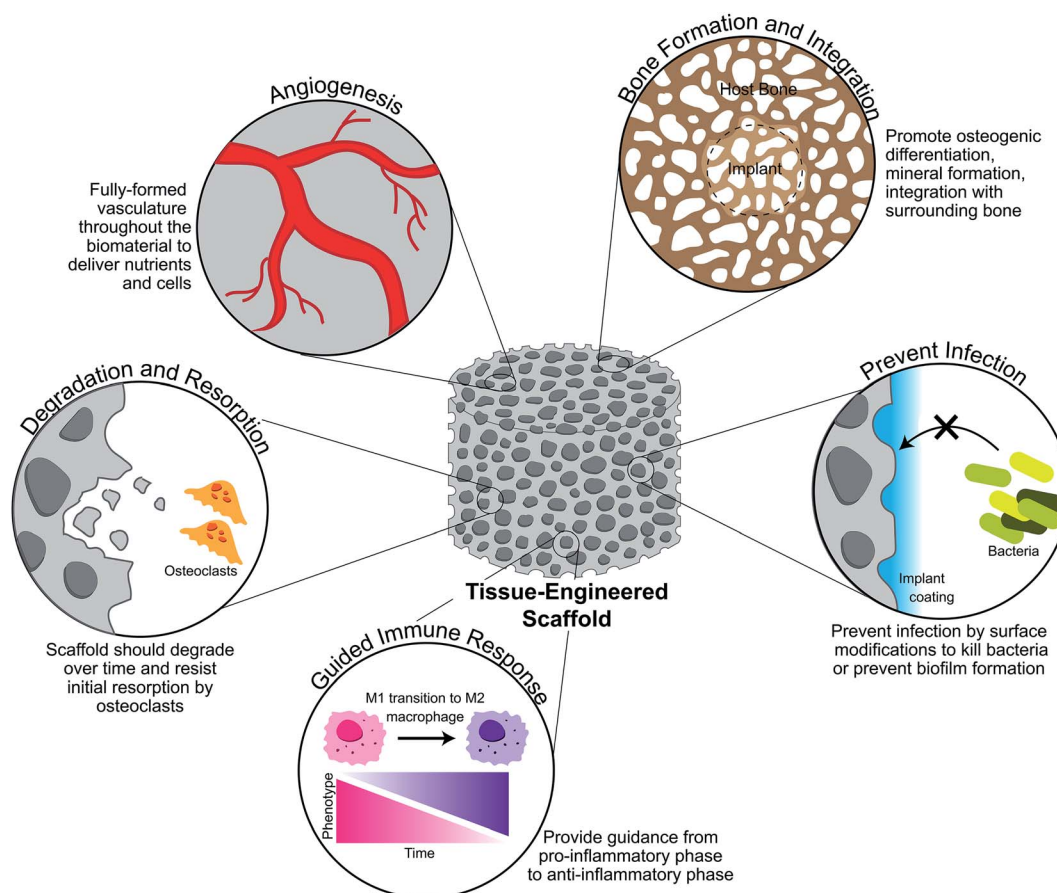 Angiogenesis
Fully-formed
vasculature
throughout the
biomaterial to
deliver nutrients
and cells
Bone Formation and Integration
Host Bone
Implant
Promote osteogenic
differentiation,
mineral formation,
integration with
surrounding bone
Degradation and Resorption
Osteoclasts
Scaffold should degrade
over time and resist
initial resorption by
osteoclasts
Prevent Infection
Bacteria
Implant
coating
Prevent infection by surface
modifications to kill bacteria
or prevent biofilm formation
Tissue-Engineered
Scaffold
Guided Immune Response
M1 transition to M2
macrophage
Phenotype
Time
Provide guidance from
pro-inflammatory phase
to anti-inflammatory phase